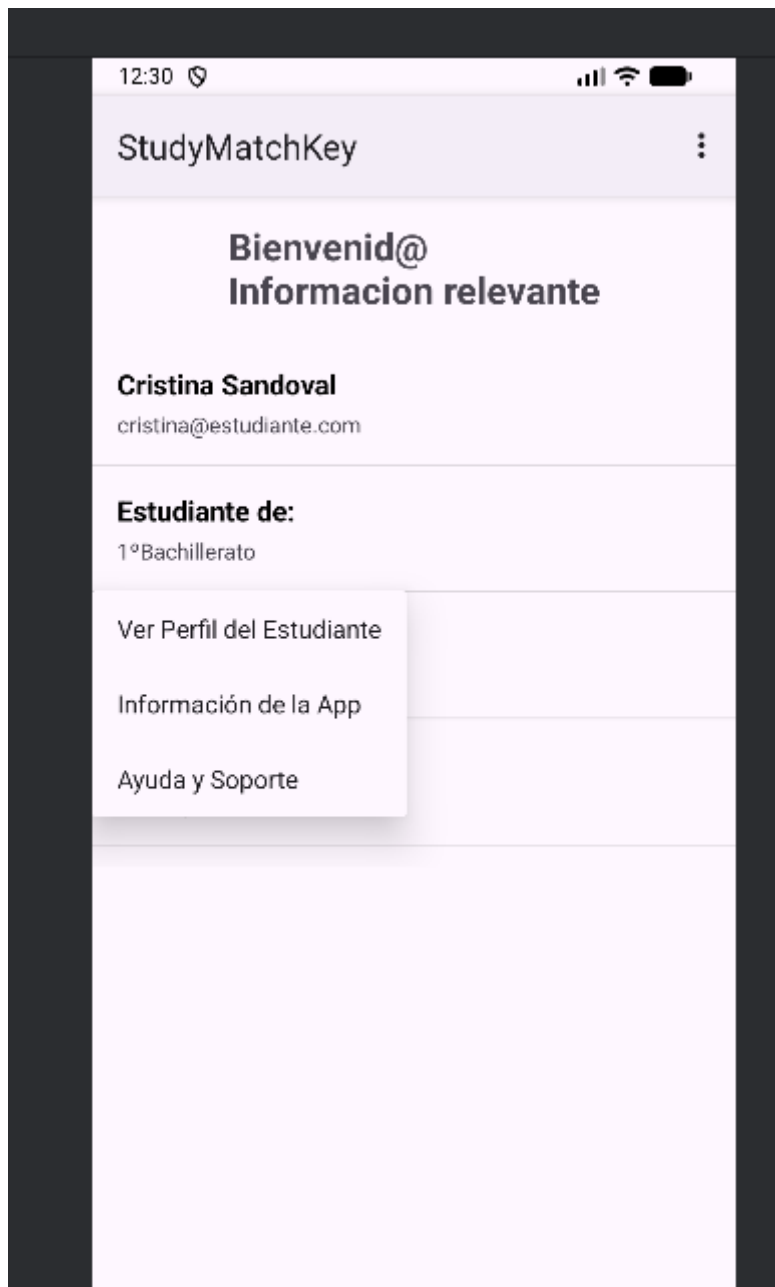 12:30
StudyMatchKey
Bienvenid@
Informacion relevante
Cristina Sandoval
cristina@estudiante.com
Estudiante de:
1ºBachillerato
Ver Perfil del Estudiante
Información de la App
Ayuda y Soporte